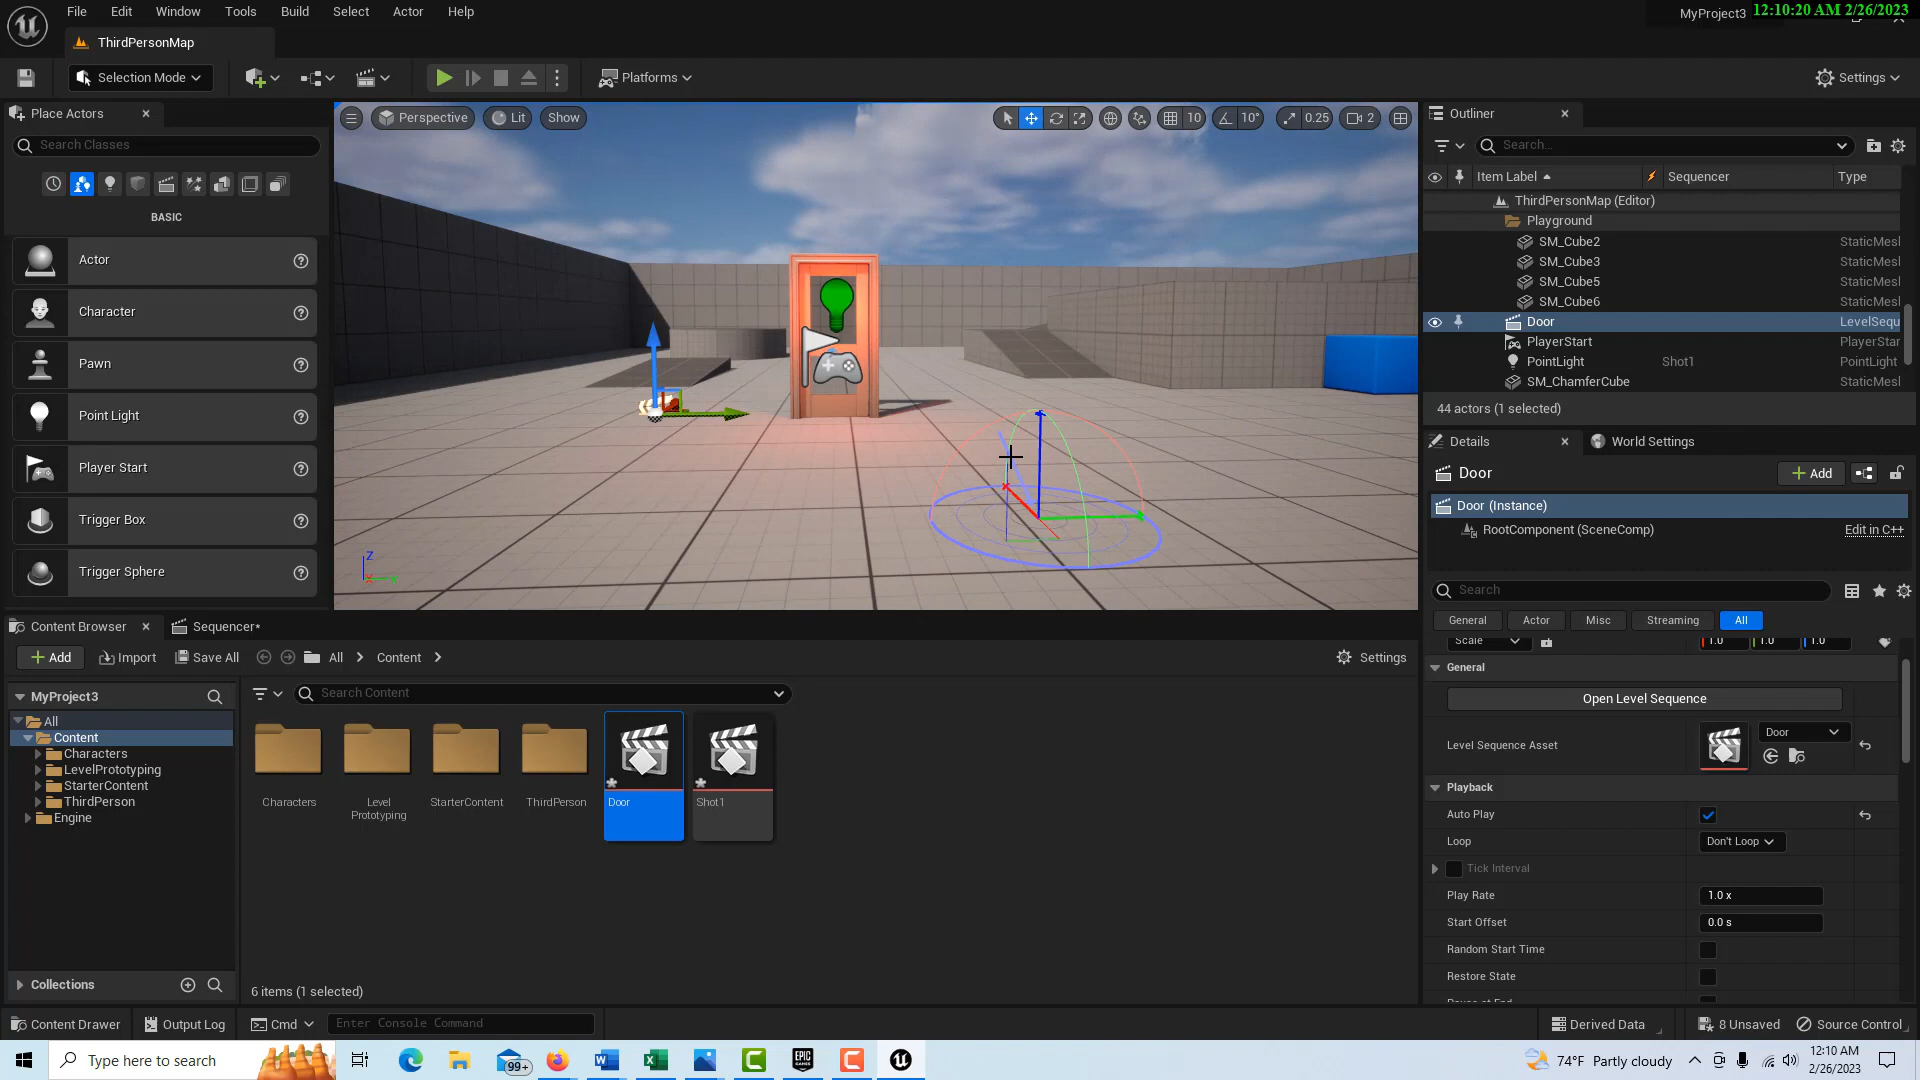 File Edit Window Tools Build Select Actor Help
MyProject3
12:10:20 AM 2/26/2023
ThirdPersonMap
Selection Mode
Platforms
Settings
Place Actors
Search Classes
BASIC
Actor
Character
Pawn
Point Light
Player Start
Trigger Box
Trigger Sphere
Perspective Lit Show
10 10° 0.25 2
Z
Outliner
Search...
Item Label Sequencer Type
ThirdPersonMap (Editor)
Playground
SM_Cube2 StaticMesl
SM_Cube3 StaticMesl
SM_Cube5 StaticMesl
SM_Cube6 StaticMesl
Door LevelSequ
PlayerStart PlayerStar
PointLight Shot1 PointLight
SM_ChamferCube StaticMesl
44 actors (1 selected)
Details World Settings
Door
Add
Door (Instance)
RootComponent (SceneComp) Edit in C++
Search
General Actor Misc Streaming All
Scale 1.0 1.0 1.0
General
Open Level Sequence
Level Sequence Asset Door
Playback
Auto Play
Loop Don't Loop
Tick Interval
Play Rate 1.0 x
Start Offset 0.0 s
Random Start Time
Restore State
Content Browser Sequencer*
Add Import Save All All Content Settings
MyProject3
All
Content
Characters
LevelPrototyping
StarterContent
ThirdPerson
Engine
Collections
Search Content
Characters
Level Prototyping
StarterContent
ThirdPerson
Door
Shot1
6 items (1 selected)
Content Drawer Output Log Cmd Enter Console Command Derived Data 8 Unsaved Source Control
Type here to search
99+
EPIC GAMES
74°F Partly cloudy
12:10 AM
2/26/2023